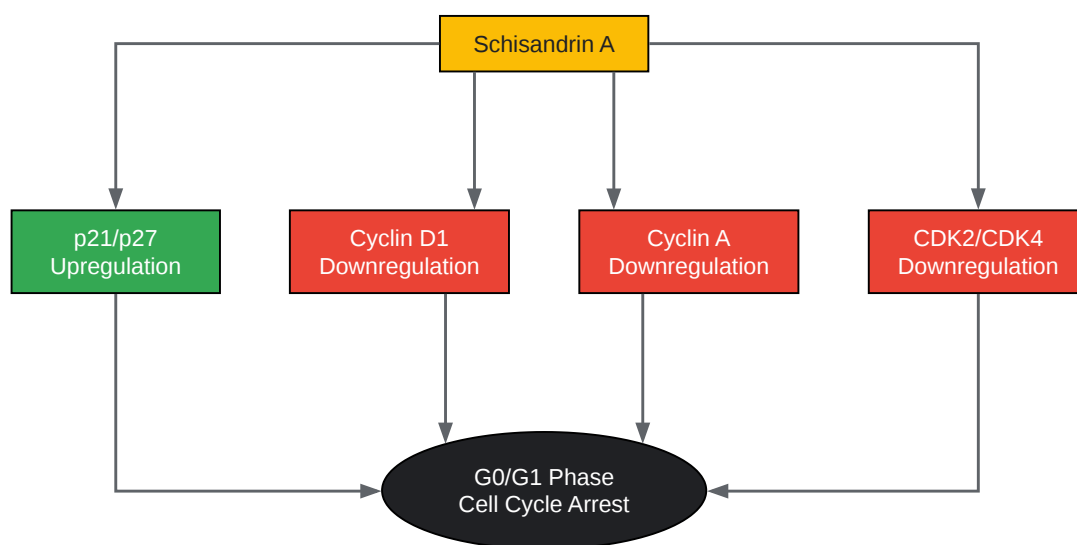 Schisandrin A
p21/p27
Upregulation
Cyclin D1
Downregulation
Cyclin A
Downregulation
CDK2/CDK4
Downregulation
G0/G1 Phase
Cell Cycle Arrest